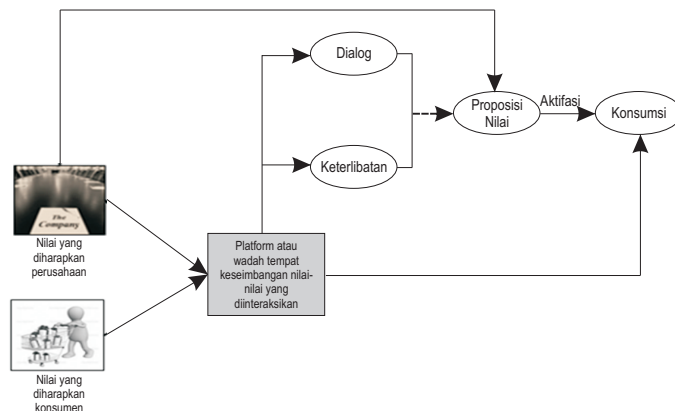 Dialog
Proposisi
Nilai
Aktifasi
Konsumsi
Keterlibatan
The
Company
Nilai yang
diharapkan
perusahaan
Platform atau
wadah tempat
keseimbangan nilai-
nilai yang
diinteraksikan
Nilai yang
diharapkan
konsumen